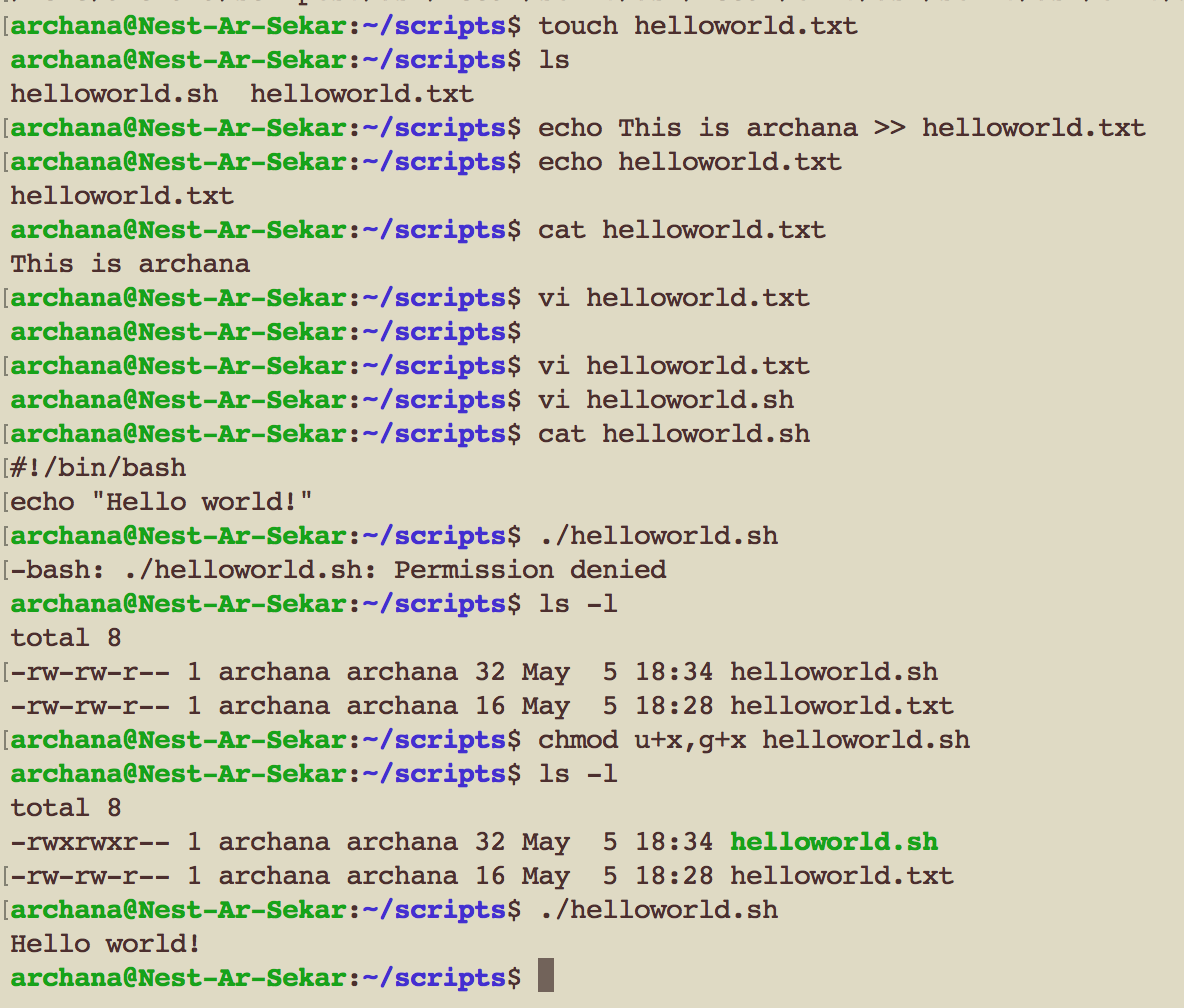 archana@Nest-Ar-Sekar:~/scripts$ touch helloworld.txt
archana@Nest-Ar-Sekar:~/scripts$ ls
helloworld.sh  helloworld.txt
archana@Nest-Ar-Sekar:~/scripts$ echo This is archana >> helloworld.txt
archana@Nest-Ar-Sekar:~/scripts$ echo helloworld.txt
helloworld.txt
archana@Nest-Ar-Sekar:~/scripts$ cat helloworld.txt
This is archana
archana@Nest-Ar-Sekar:~/scripts$ vi helloworld.txt
archana@Nest-Ar-Sekar:~/scripts$
archana@Nest-Ar-Sekar:~/scripts$ vi helloworld.txt
archana@Nest-Ar-Sekar:~/scripts$ vi helloworld.sh
archana@Nest-Ar-Sekar:~/scripts$ cat helloworld.sh
#!/bin/bash
echo "Hello world!"
archana@Nest-Ar-Sekar:~/scripts$ ./helloworld.sh
-bash: ./helloworld.sh: Permission denied
archana@Nest-Ar-Sekar:~/scripts$ ls -l
total 8
-rw-rw-r-- 1 archana archana 32 May  5 18:34 helloworld.sh
-rw-rw-r-- 1 archana archana 16 May  5 18:28 helloworld.txt
archana@Nest-Ar-Sekar:~/scripts$ chmod u+x,g+x helloworld.sh
archana@Nest-Ar-Sekar:~/scripts$ ls -l
total 8
-rwxrwxr-- 1 archana archana 32 May  5 18:34 helloworld.sh
-rw-rw-r-- 1 archana archana 16 May  5 18:28 helloworld.txt
archana@Nest-Ar-Sekar:~/scripts$ ./helloworld.sh
Hello world!
archana@Nest-Ar-Sekar:~/scripts$